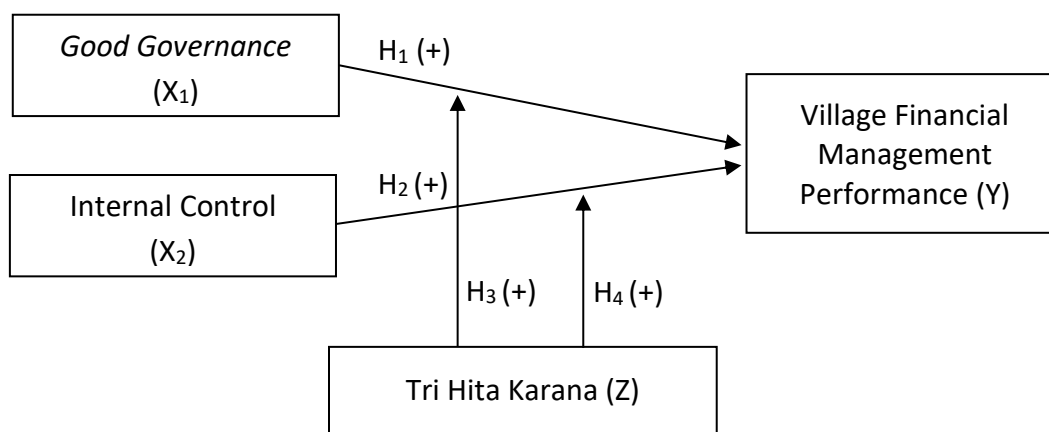 Good Governance
(X₁)
H₁ (+)
Village Financial
Management
Performance (Y)
Internal Control
(X₂)
H₂ (+)
H₃ (+)
H₄ (+)
Tri Hita Karana (Z)